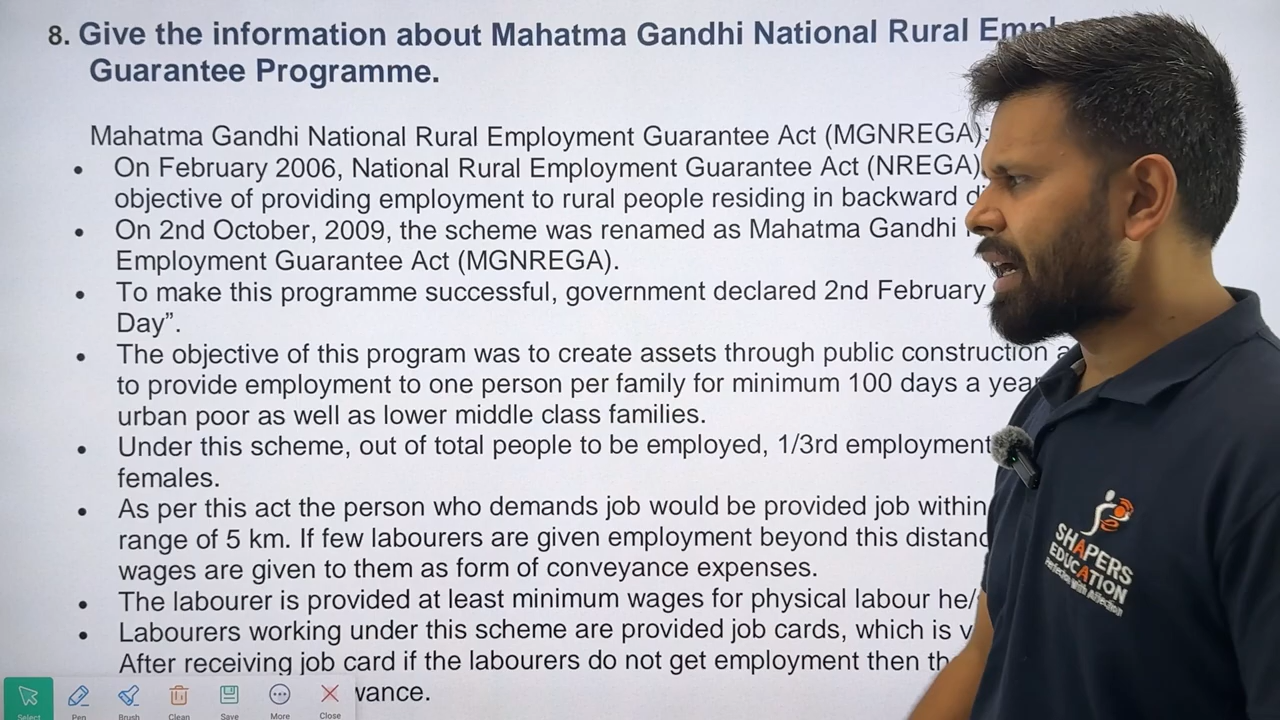 8. Give the information about Mahatma Gandhi National Rural
Guarantee Programme.
Mahatma Gandhi National Rural Employment Guarantee Act (MGNREGA):
• On February 2006, National Rural Employment Guarantee Act (NREGA)
objective of providing employment to rural people residing in backward
• On 2nd October, 2009, the scheme was renamed as Mahatma Gandhi
Employment Guarantee Act (MGNREGA).
• To make this programme successful, government declared 2nd February
Day”.
• The objective of this program was to create assets through public construction
to provide employment to one person per family for minimum 100 days a year
urban poor as well as lower middle class families.
• Under this scheme, out of total people to be employed, 1/3rd employment
females.
• As per this act the person who demands job would be provided job within
range of 5 km. If few labourers are given employment beyond this
wages are given to them as form of conveyance expenses.
• The labourer is provided at least minimum wages for physical labour
• Labourers working under this scheme are provided job cards, which is
After receiving job card if the labourers do not get employment then
Select Pen Brush Clean Save More Close
SHAPERS
EDUCATION
Perfection With Affection